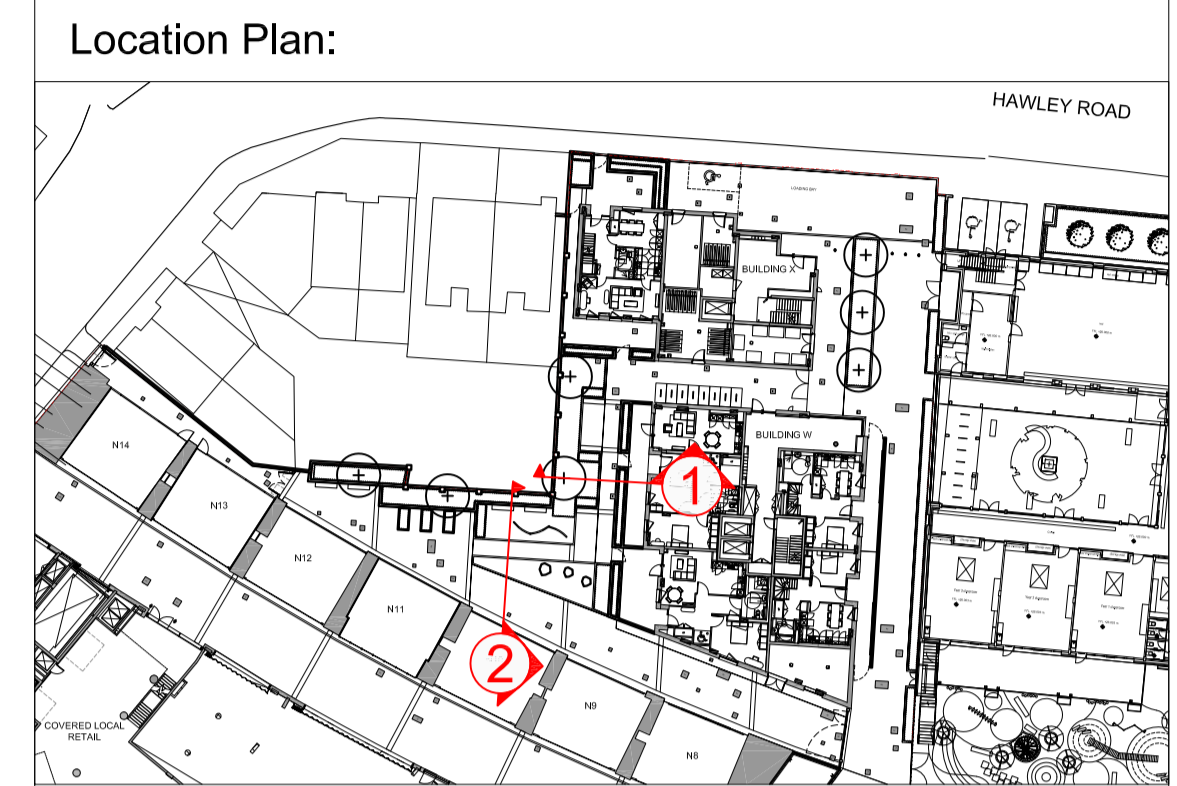 Location Plan:
HAWLEY ROAD
LOADING BAY
BUILDING X
BUILDING W
N14
N13
N12
N11
1
2
N9
N8
COVERED LOCAL
RETAIL